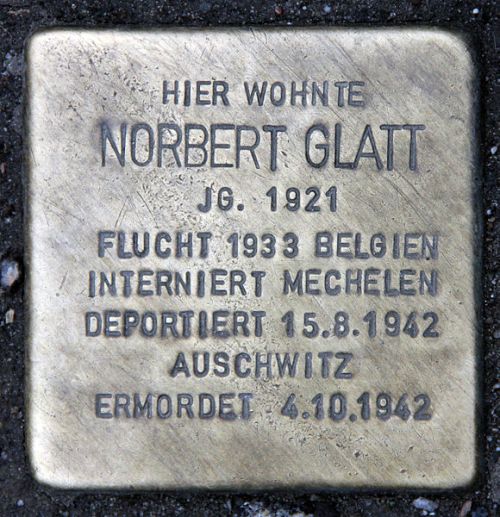 HIER WOHNTE
NORBERT GLATT
JG. 1921
FLUCHT 1933 BELGIEN
INTERNIERT MECHELEN
DEPORTIERT 15.8.1942
AUSCHWITZ
ERMORDET 4.10.1942